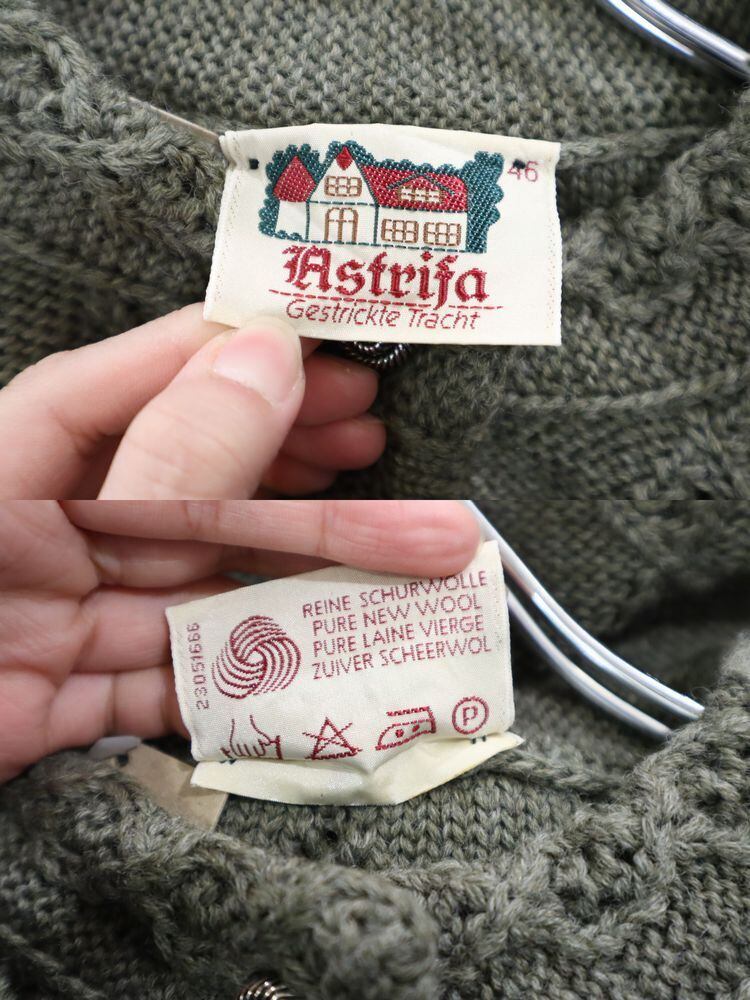 46
Astrifa
Gestrickte Tracht
REINE SCHURWOLLE
PURE NEW WOOL
PURE LAINE VIERGE
ZUIVER SCHEERWOL
23051666
P